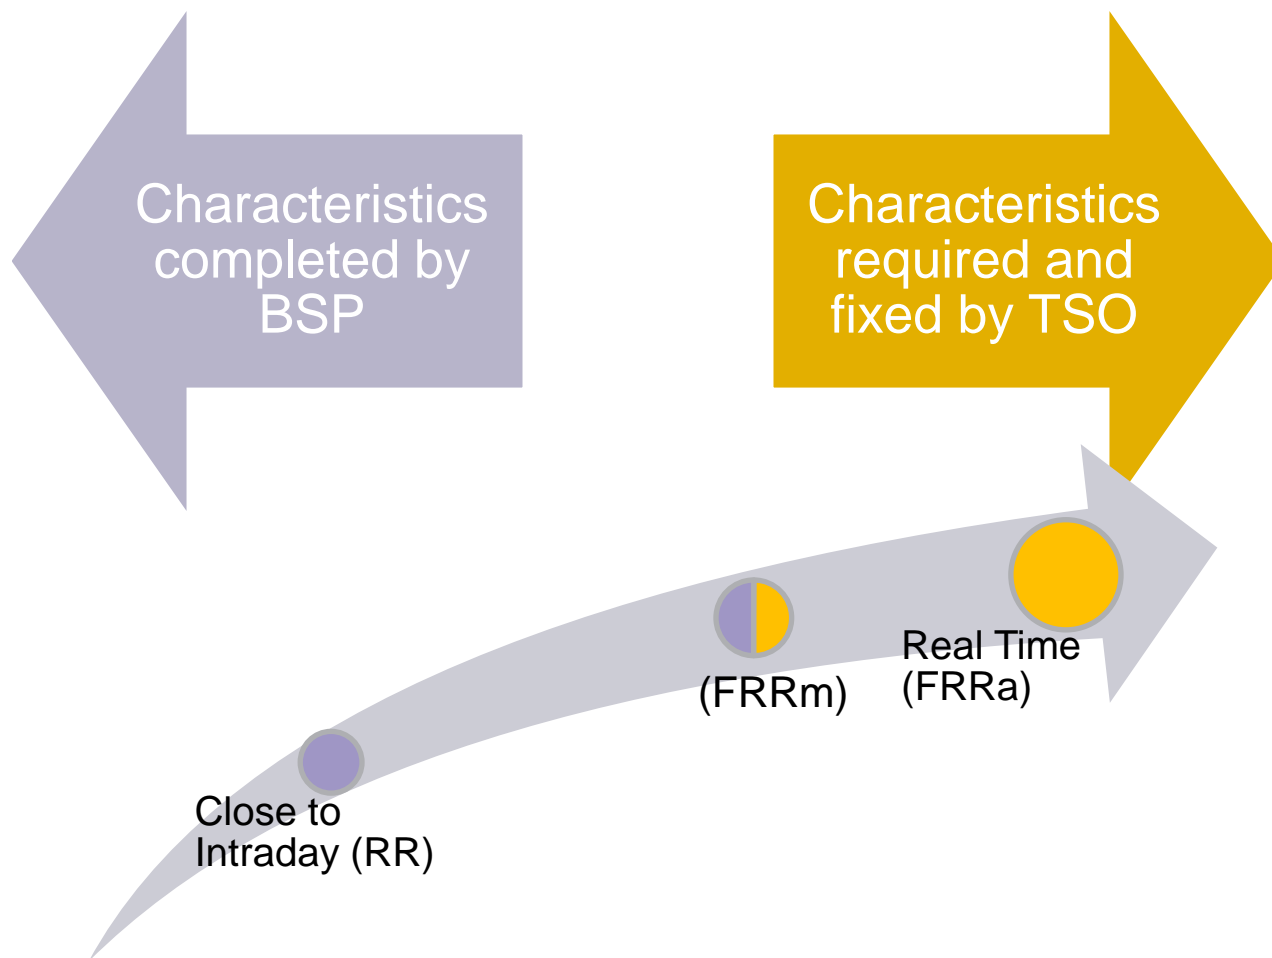 Characteristics
completed by
BSP
Characteristics
required and
fixed by TSO
Real Time
(FRRa)
(FRRm)
Close to
Intraday (RR)